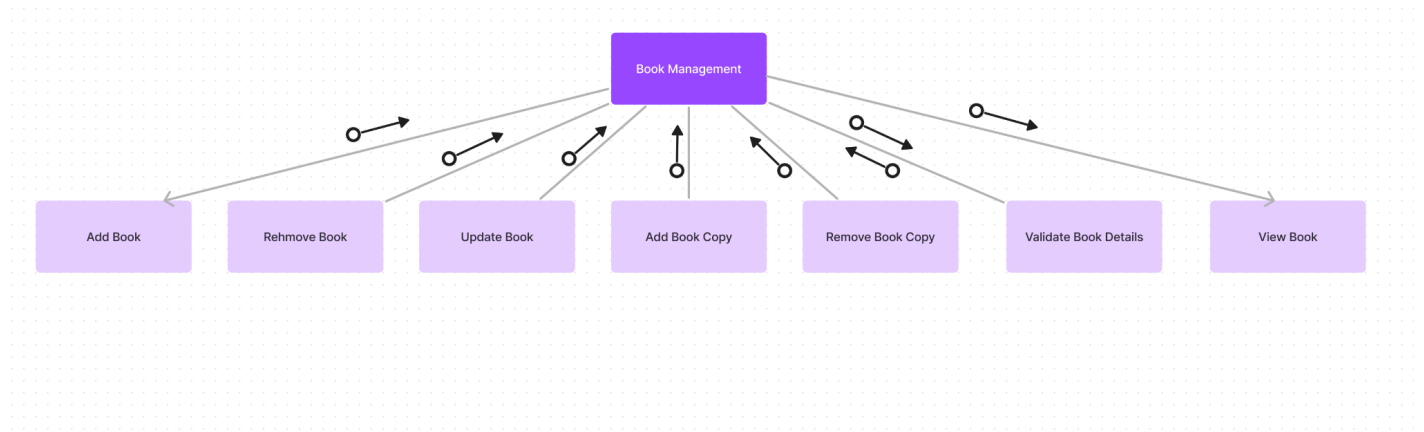 Book Management
Add Book
Rehmove Book
Update Book
Add Book Copy
Remove Book Copy
Validate Book Details
View Book